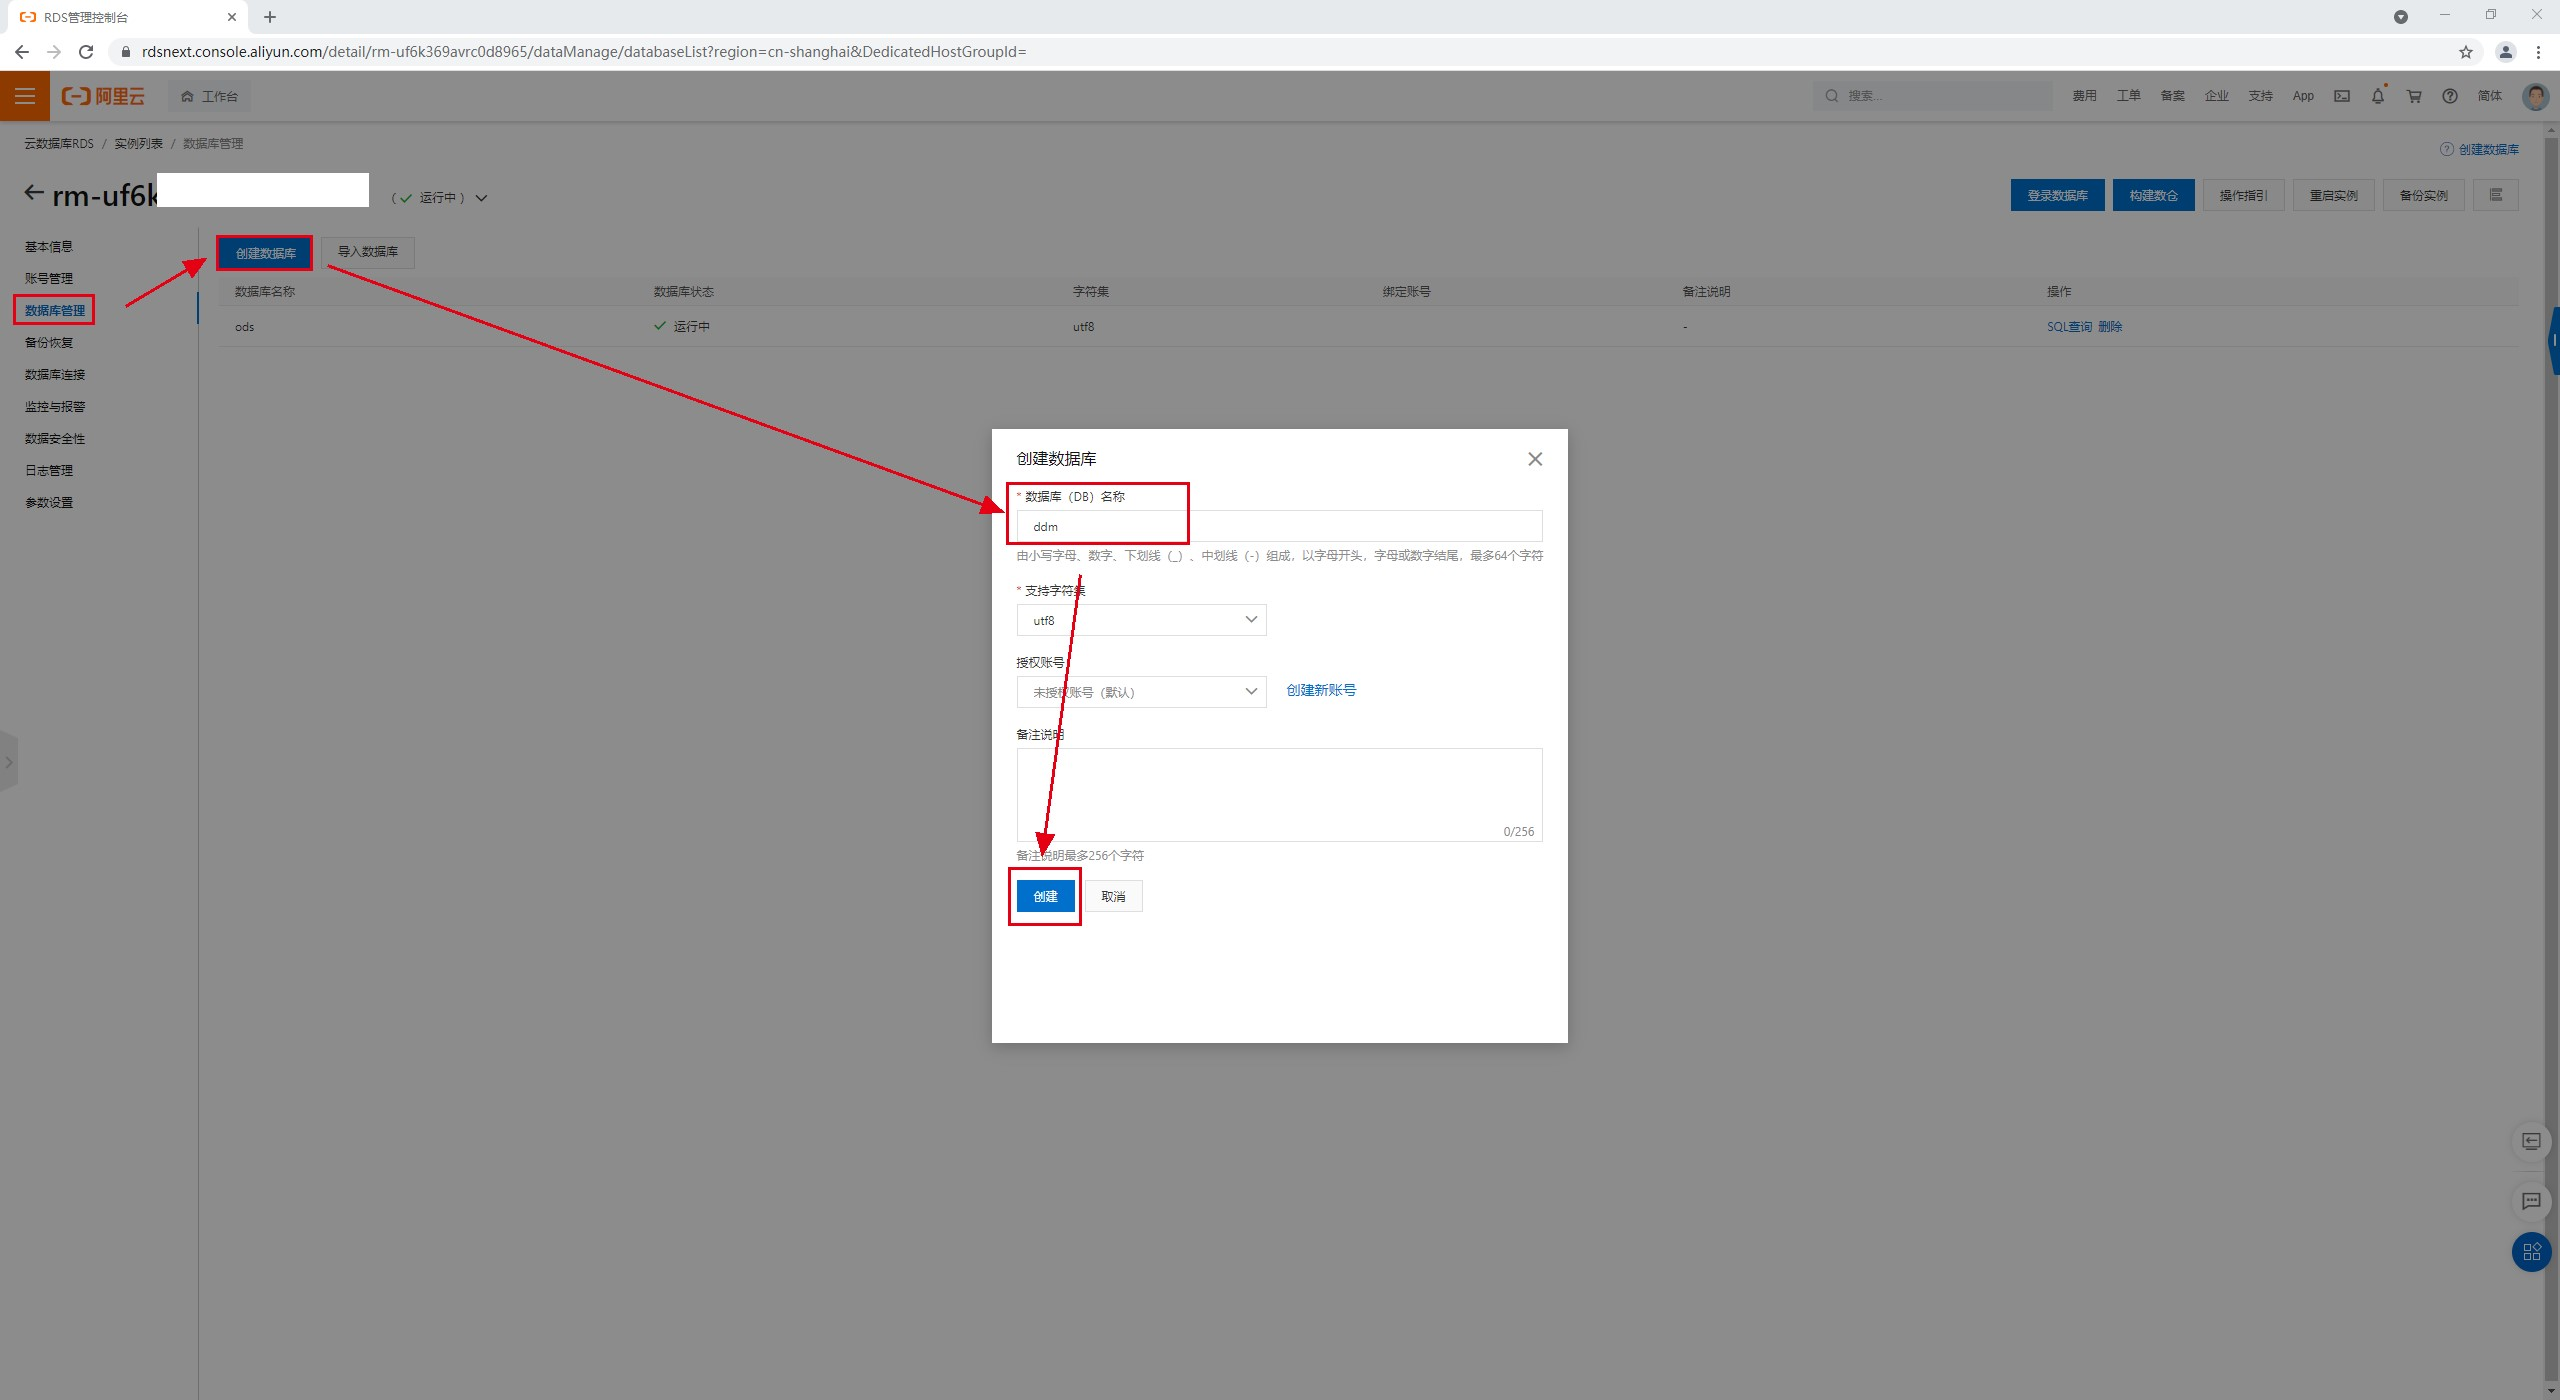 RDS管理控制台
rdsnext.console.aliyun.com/detail/rm-uf6k369avrc0d8965/dataManage/databaseList?region=cn-shanghai&DedicatedHostGroupId=
阿里云 工作台 搜索... 费用 工单 备案 企业 支持 App 简体
云数据库RDS / 实例列表 / 数据库管理 创建数据库
rm-uf6k (运行中) 登录数据库 构建数仓 操作指引 重启实例 备份实例
基本信息
账号管理
数据库管理
备份恢复
数据库连接
监控与报警
数据安全性
日志管理
参数设置
创建数据库 导入数据库
数据库名称 数据库状态 字符集 绑定账号 备注说明 操作
ods 运行中 utf8 - SQL查询 删除
创建数据库
* 数据库（DB）名称
ddm
由小写字母、数字、下划线（_）、中划线（-）组成，以字母开头，字母或数字结尾，最多64个字符
* 支持字符集
utf8
授权账号
未授权账号（默认） 创建新账号
备注说明
0/256
备注说明最多256个字符
创建 取消